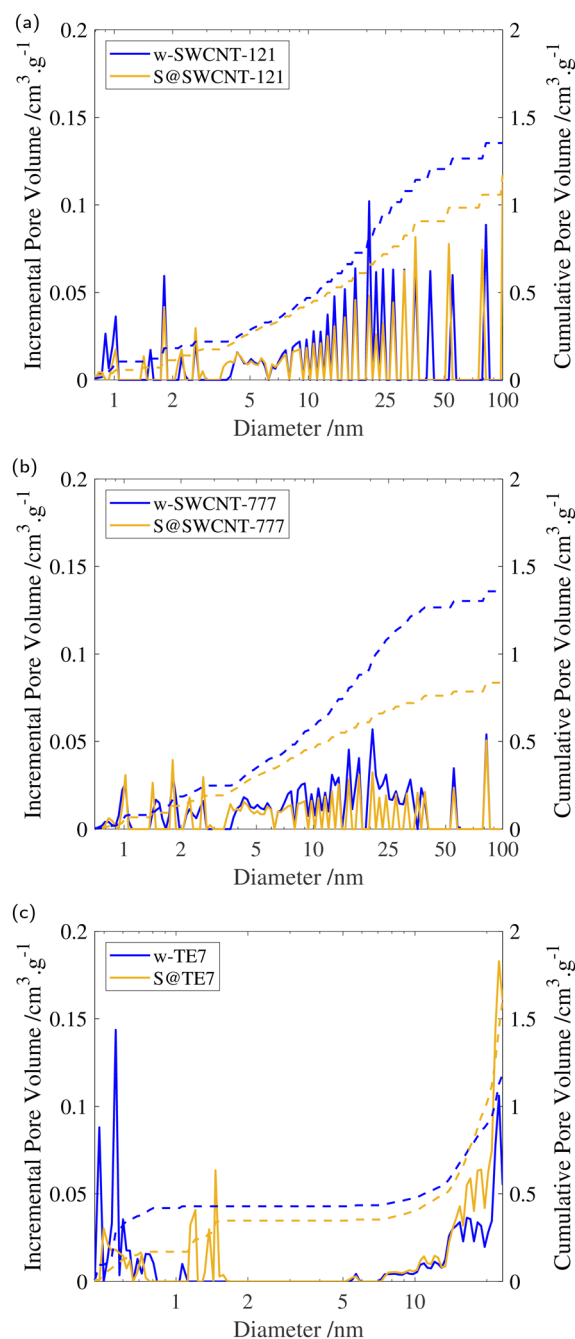 (a)
0.2
0.15
0.1
0.05
0
Incremental Pore Volume /cm³.g⁻¹
w-SWCNT-121
S@SWCNT-121
2
1.5
1
0.5
0
Cumulative Pore Volume /cm³.g⁻¹
1 2 5 10 25 50 100
Diameter /nm
(b)
0.2
0.15
0.1
0.05
0
Incremental Pore Volume /cm³.g⁻¹
w-SWCNT-777
S@SWCNT-777
2
1.5
1
0.5
0
Cumulative Pore Volume /cm³.g⁻¹
1 2 5 10 25 50 100
Diameter /nm
(c)
0.2
0.15
0.1
0.05
0
Incremental Pore Volume /cm³.g⁻¹
w-TE7
S@TE7
2
1.5
1
0.5
0
Cumulative Pore Volume /cm³.g⁻¹
1 2 5 10
Diameter /nm